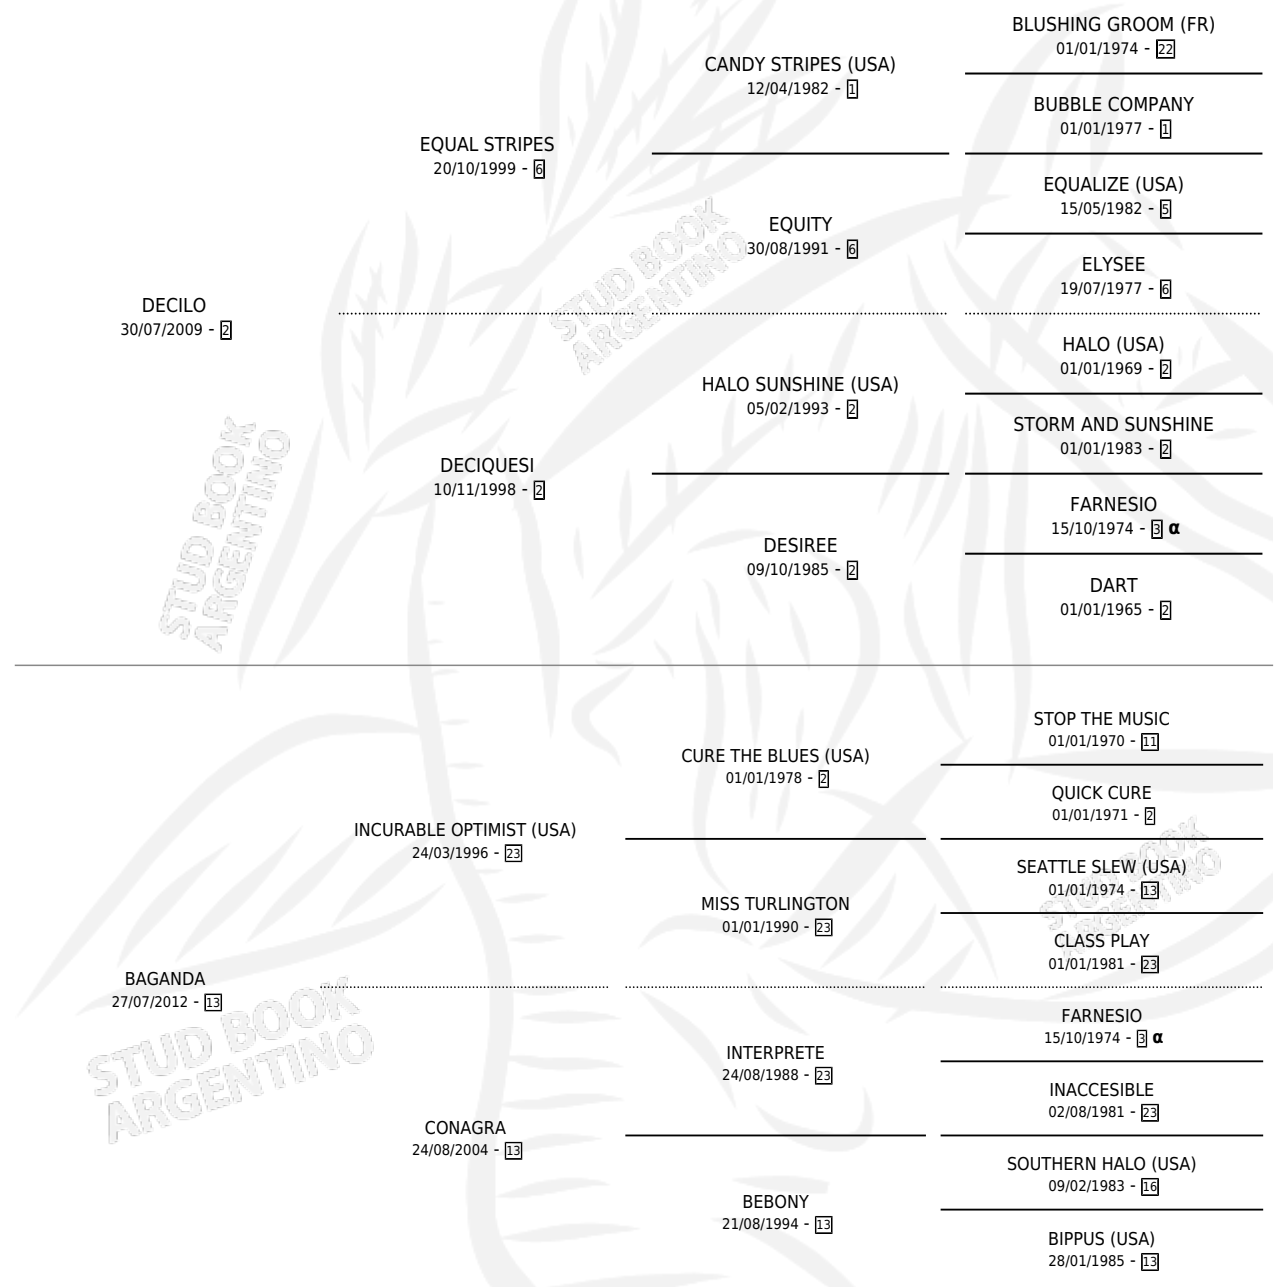 BLUSHING GROOM (FR)
01/01/1974 - 22
CANDY STRIPES (USA)
12/04/1982 - 1
BUBBLE COMPANY
01/01/1977 - 1
EQUAL STRIPES
20/10/1999 - 6
EQUALIZE (USA)
15/05/1982 - 5
EQUITY
30/08/1991 - 6
ELYSEE
19/07/1977 - 6
DECILO
30/07/2009 - 2
HALO (USA)
01/01/1969 - 2
HALO SUNSHINE (USA)
05/02/1993 - 2
STORM AND SUNSHINE
01/01/1983 - 2
DECIQUESI
10/11/1998 - 2
FARNESIO
15/10/1974 - 3 α
DESIREE
09/10/1985 - 2
DART
01/01/1965 - 2
STUD BOOK
ARGENTINO
STUD BOOK
ARGENTINO
STOP THE MUSIC
01/01/1970 - 11
CURE THE BLUES (USA)
01/01/1978 - 2
QUICK CURE
01/01/1971 - 2
INCURABLE OPTIMIST (USA)
24/03/1996 - 23
SEATTLE SLEW (USA)
01/01/1974 - 13
MISS TURLINGTON
01/01/1990 - 23
CLASS PLAY
01/01/1981 - 23
BAGANDA
27/07/2012 - 13
FARNESIO
15/10/1974 - 3 α
INTERPRETE
24/08/1988 - 23
INACCESIBLE
02/08/1981 - 23
CONAGRA
24/08/2004 - 13
SOUTHERN HALO (USA)
09/02/1983 - 16
BEBONY
21/08/1994 - 13
BIPPUS (USA)
28/01/1985 - 13
STUD BOOK
ARGENTINO
STUD BOOK
ARGENTINO